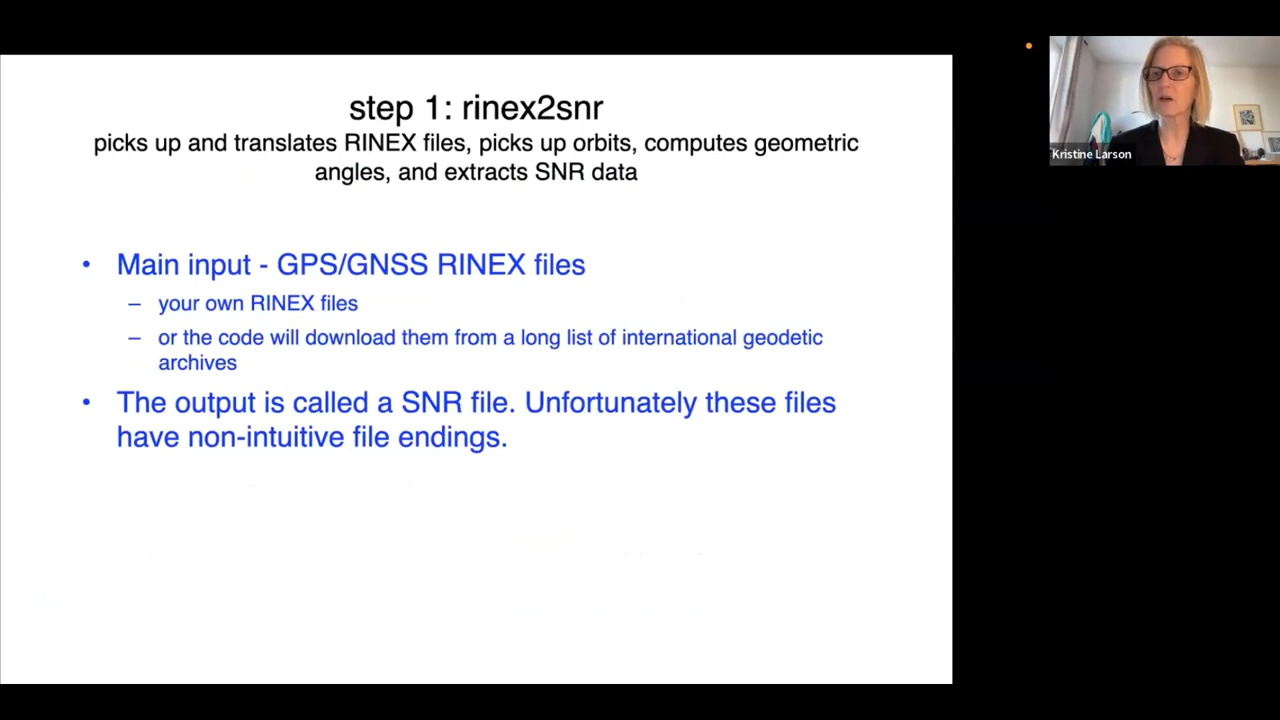 step 1: rinex2snr
picks up and translates RINEX files, picks up orbits, computes geometric
angles, and extracts SNR data
• Main input - GPS/GNSS RINEX files
– your own RINEX files
– or the code will download them from a long list of international geodetic
archives
• The output is called a SNR file. Unfortunately these files
have non-intuitive file endings.
Kristine Larson